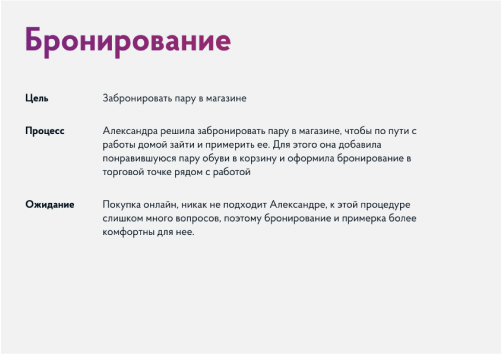 Бронирование
Цель Забронировать пару в магазине
Процесс Александра решила забронировать пару в магазине, чтобы по пути с
работы домой зайти и примерить ее. Для этого она добавила
понравившуюся пару обуви в корзину и оформила бронирование в
торговой точке рядом с работой
Ожидание Покупка онлайн, никак не подходит Александре, к этой процедуре
слишком много вопросов, поэтому бронирование и примерка более
комфортны для нее.